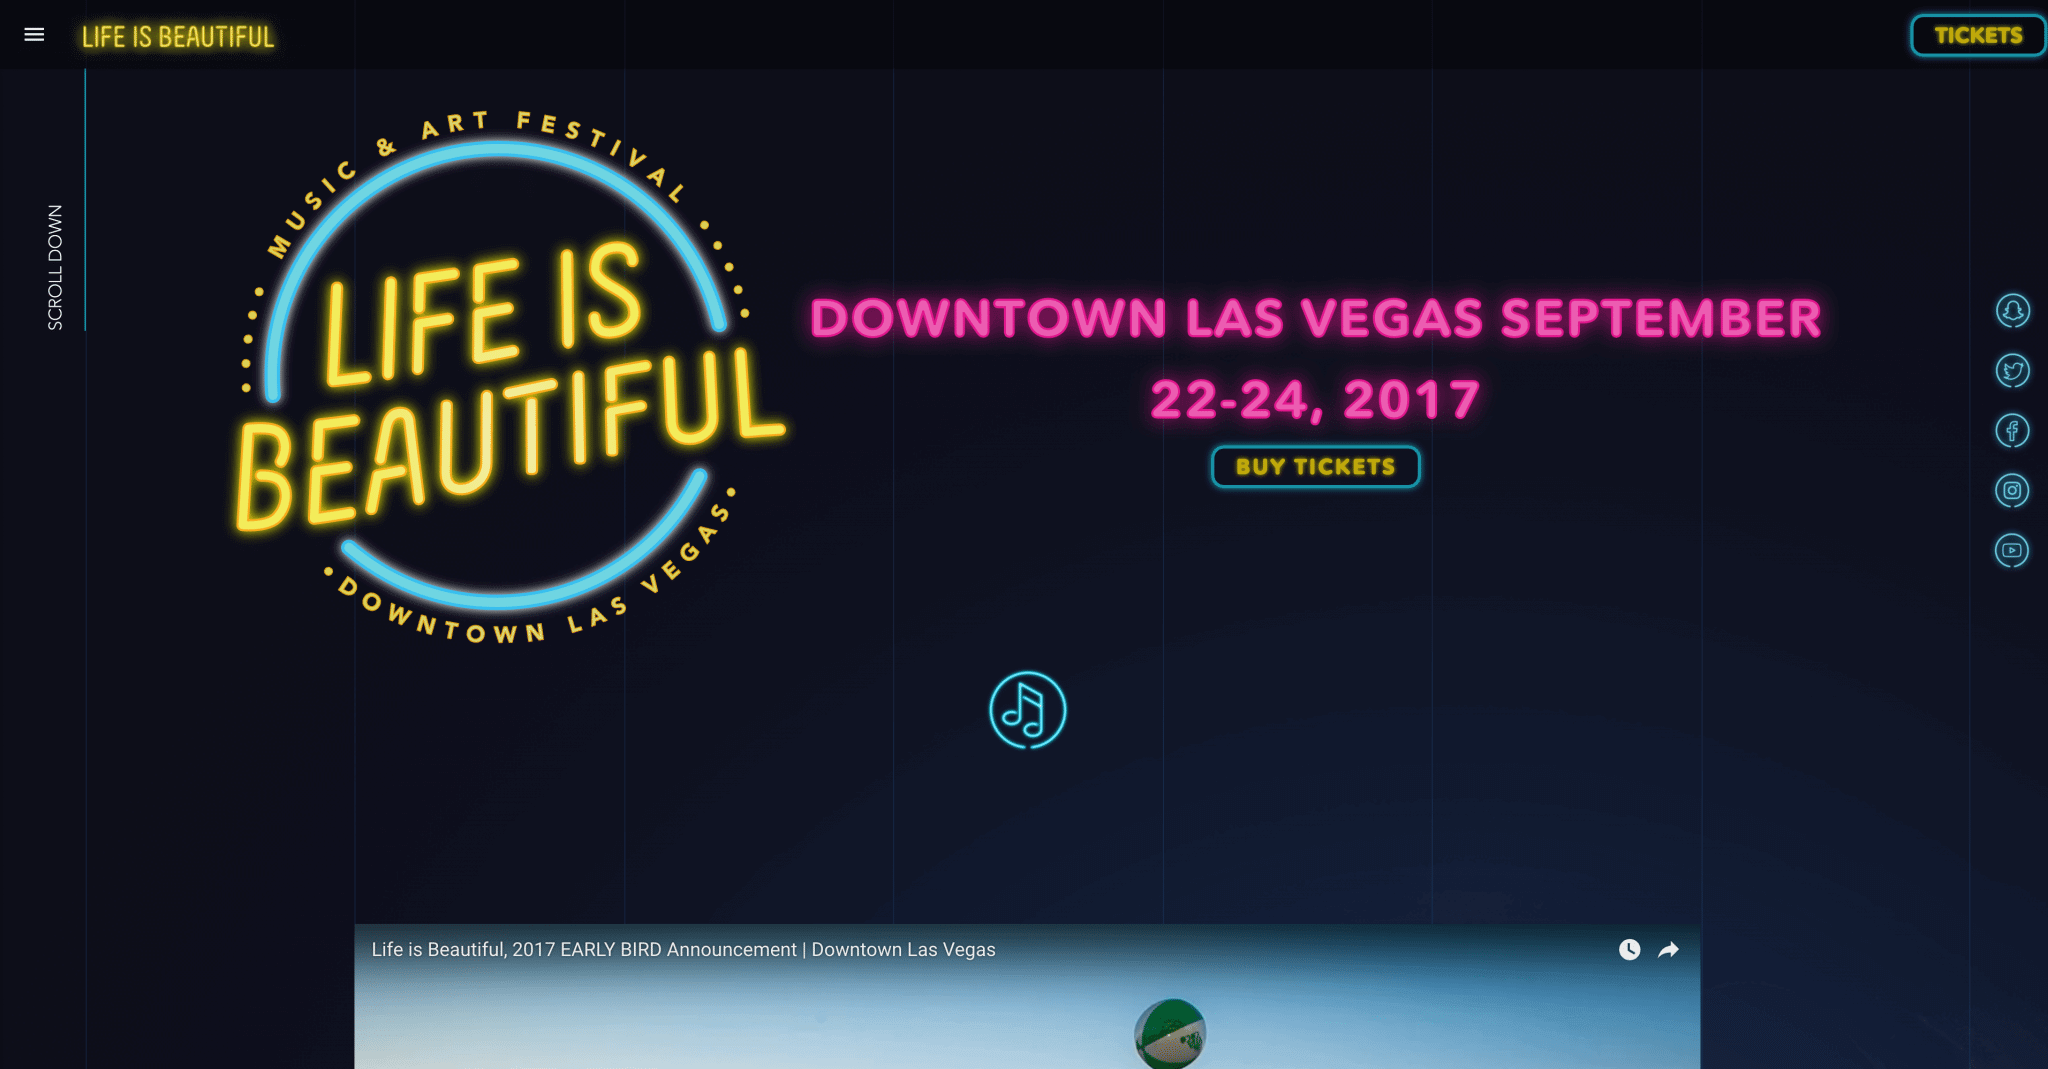 LIFE IS BEAUTIFUL
TICKETS
SCROLL DOWN
MUSIC & ART FESTIVAL
LIFE IS
BEAUTIFUL
DOWNTOWN LAS VEGAS
DOWNTOWN LAS VEGAS SEPTEMBER
22-24, 2017
BUY TICKETS
Life is Beautiful, 2017 EARLY BIRD Announcement | Downtown Las Vegas